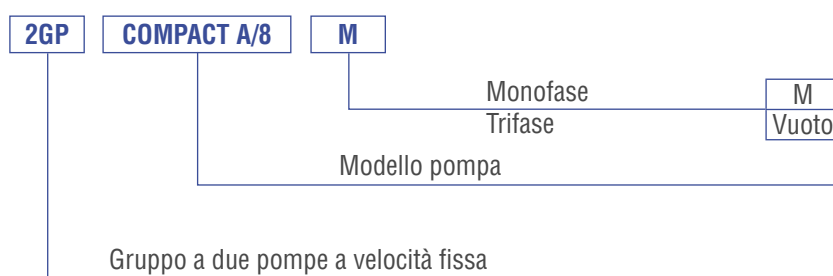 2GP COMPACT A/8 M
Monofase M
Trifase Vuoto
Modello pompa
Gruppo a due pompe a velocità fissa